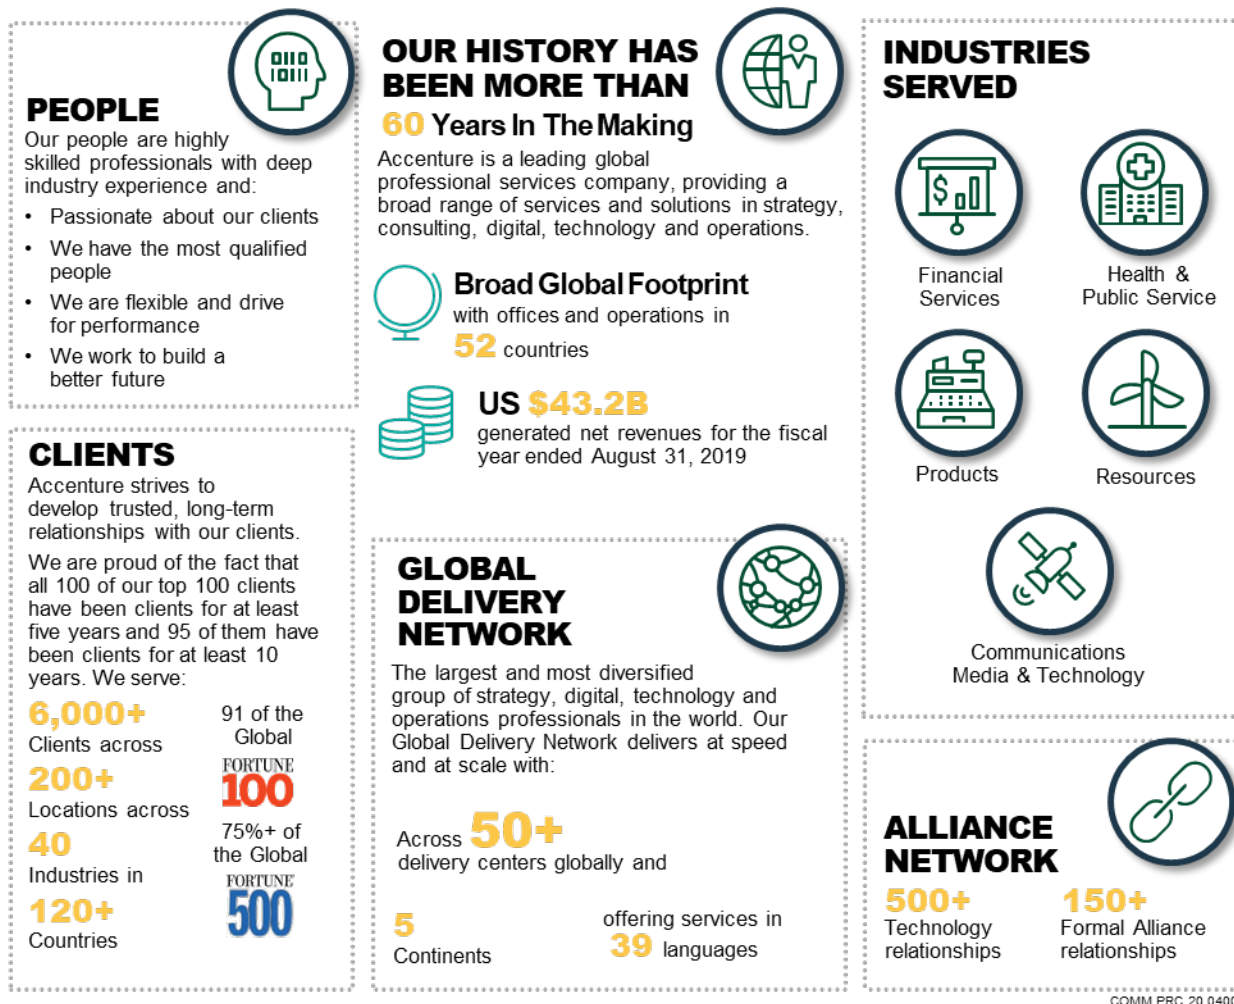 PEOPLE
Our people are highly
skilled professionals with deep
industry experience and:
• Passionate about our clients
• We have the most qualified
people
• We are flexible and drive
for performance
• We work to build a
better future
CLIENTS
Accenture strives to
develop trusted, long-term
relationships with our clients.
We are proud of the fact that
all 100 of our top 100 clients
have been clients for at least
five years and 95 of them have
been clients for at least 10
years. We serve:
6,000+
Clients across
200+
Locations across
40
Industries in
120+
Countries
91 of the
Global
FORTUNE
100
75%+ of
the Global
FORTUNE
500
OUR HISTORY HAS
BEEN MORE THAN
60 Years In The Making
Accenture is a leading global
professional services company, providing a
broad range of services and solutions in strategy,
consulting, digital, technology and operations.
Broad Global Footprint
with offices and operations in
52 countries
US $43.2B
generated net revenues for the fiscal
year ended August 31, 2019
GLOBAL
DELIVERY
NETWORK
The largest and most diversified
group of strategy, digital, technology and
operations professionals in the world. Our
Global Delivery Network delivers at speed
and at scale with:
Across 50+
delivery centers globally and
5
Continents
offering services in
39 languages
INDUSTRIES
SERVED
$
Financial
Services
Health &
Public Service
Products
Resources
Communications
Media & Technology
ALLIANCE
NETWORK
500+
Technology
relationships
150+
Formal Alliance
relationships
COMM PRC 20 0400